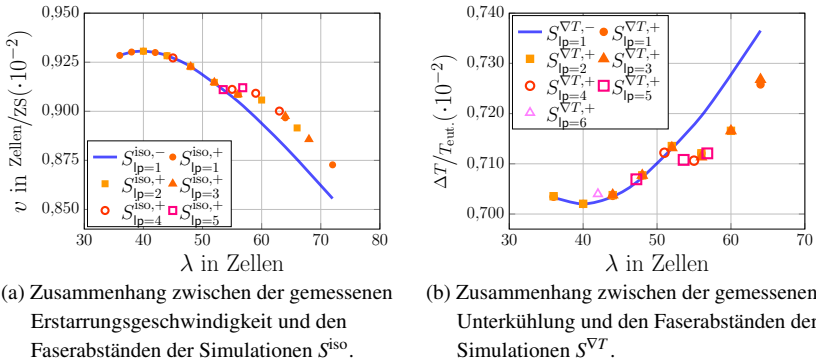 0,950
0,925
0,900
0,875
0,850
v in Zellen/ZS(·10⁻²)
S^{iso,−}_{lp=1} S^{iso,+}_{lp=1}
S^{iso,+}_{lp=2} S^{iso,+}_{lp=3}
S^{iso,+}_{lp=4} S^{iso,+}_{lp=5}
30 40 50 60 70 80
λ in Zellen
(a) Zusammenhang zwischen der gemessenen
Erstarrungsgeschwindigkeit und den
Faserabständen der Simulationen S^{iso}.
0,740
0,730
0,720
0,710
0,700
ΔT/T_{eut.}(·10⁻²)
S^{∇T,−}_{lp=1} S^{∇T,+}_{lp=1}
S^{∇T,+}_{lp=2} S^{∇T,+}_{lp=3}
S^{∇T,+}_{lp=4} S^{∇T,+}_{lp=5}
S^{∇T,+}_{lp=6}
30 40 50 60 70
λ in Zellen
(b) Zusammenhang zwischen der gemessenen
Unterkühlung und den Faserabständen der
Simulationen S^{∇T}.